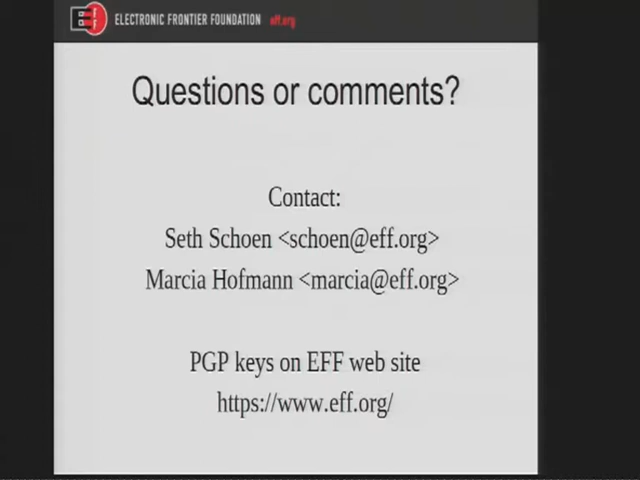 EFF ELECTRONIC FRONTIER FOUNDATION eff.org
Questions or comments?
Contact:
Seth Schoen <schoen@eff.org>
Marcia Hofmann <marcia@eff.org>
PGP keys on EFF web site
https://www.eff.org/